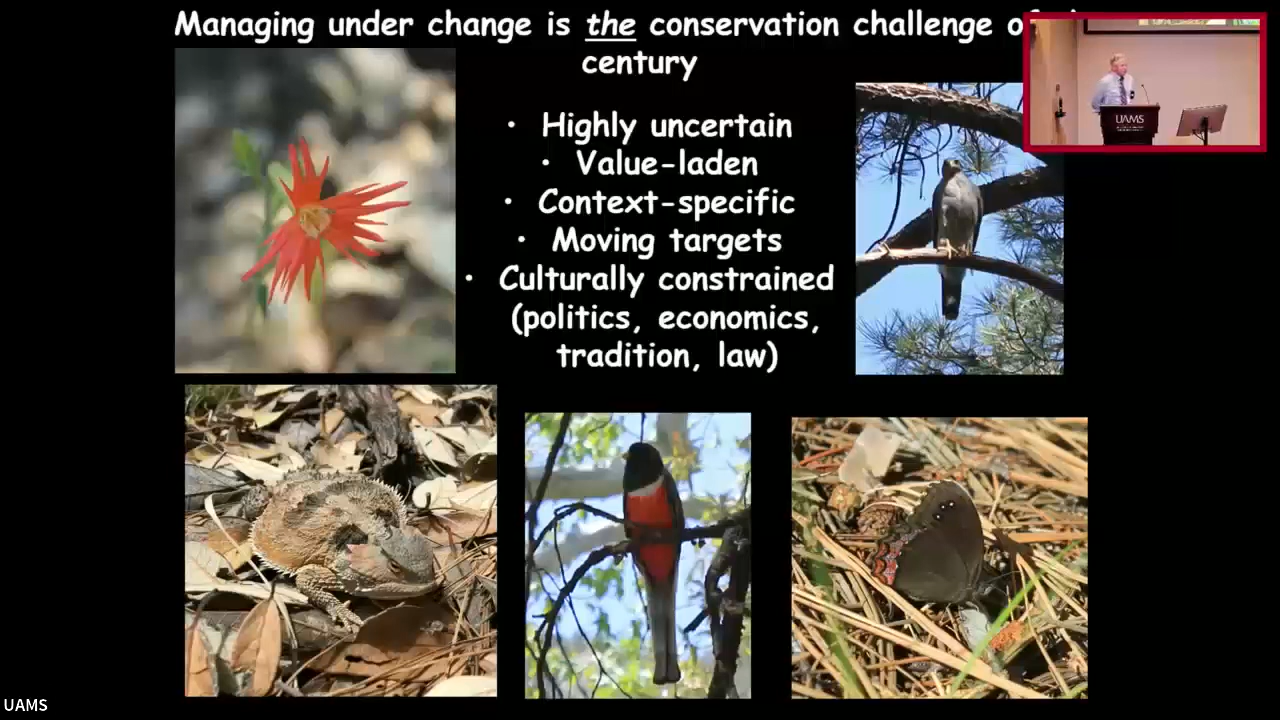 Managing under change is the conservation challenge of
century
• Highly uncertain
• Value-laden
• Context-specific
• Moving targets
• Culturally constrained
(politics, economics,
tradition, law)
UAMS
UAMS